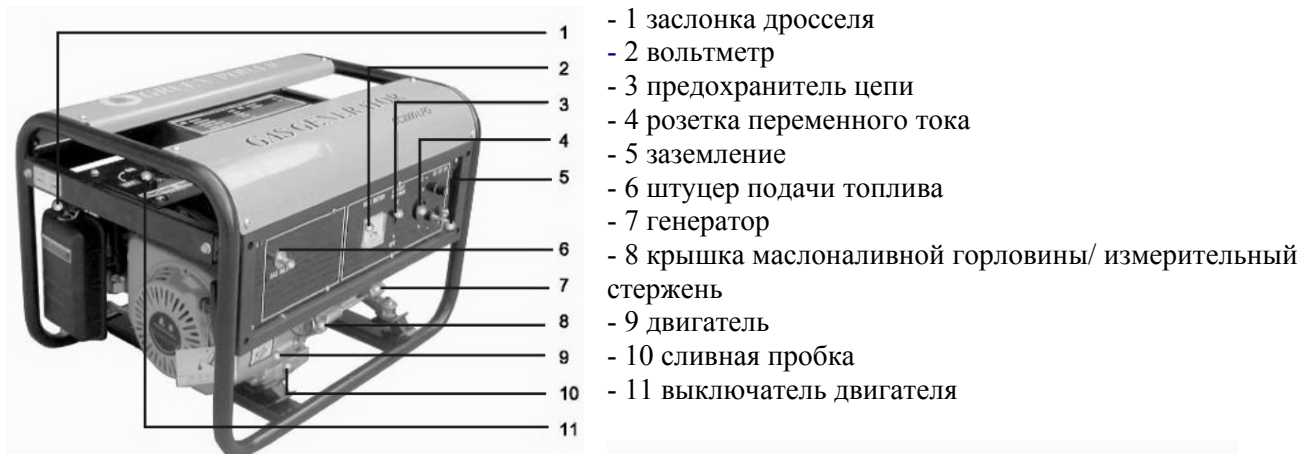 - 1 заслонка дросселя
- 2 вольтметр
- 3 предохранитель цепи
- 4 розетка переменного тока
- 5 заземление
- 6 штуцер подачи топлива
- 7 генератор
- 8 крышка маслоналивной горловины/ измерительный
стержень
- 9 двигатель
- 10 сливная пробка
- 11 выключатель двигателя
1
2
3
4
5
6
7
8
9
10
11
GREEN POWER
GAS GENERATOR